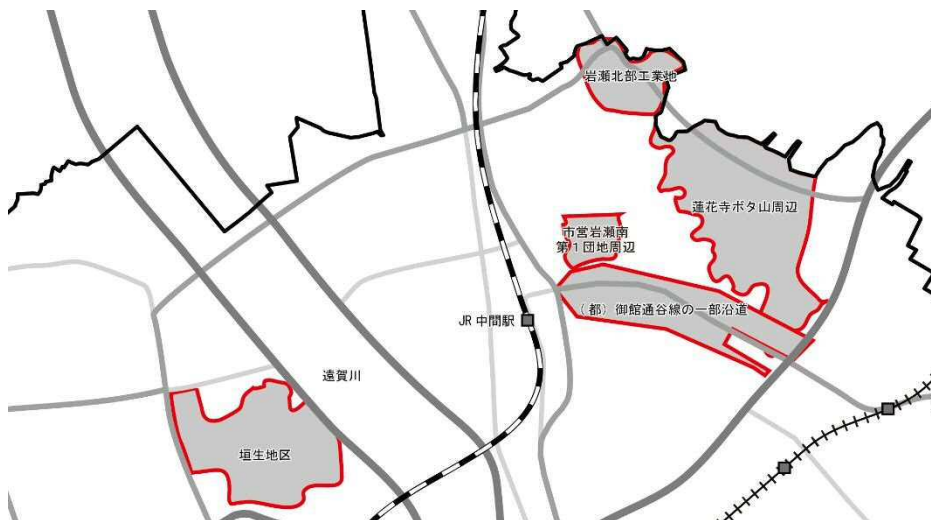 岩瀬北部工業地
蓮花寺ボタ山周辺
市営岩瀬南
第1団地周辺
(都)御館通谷線の一部沿道
JR中間駅
遠賀川
垣生地区